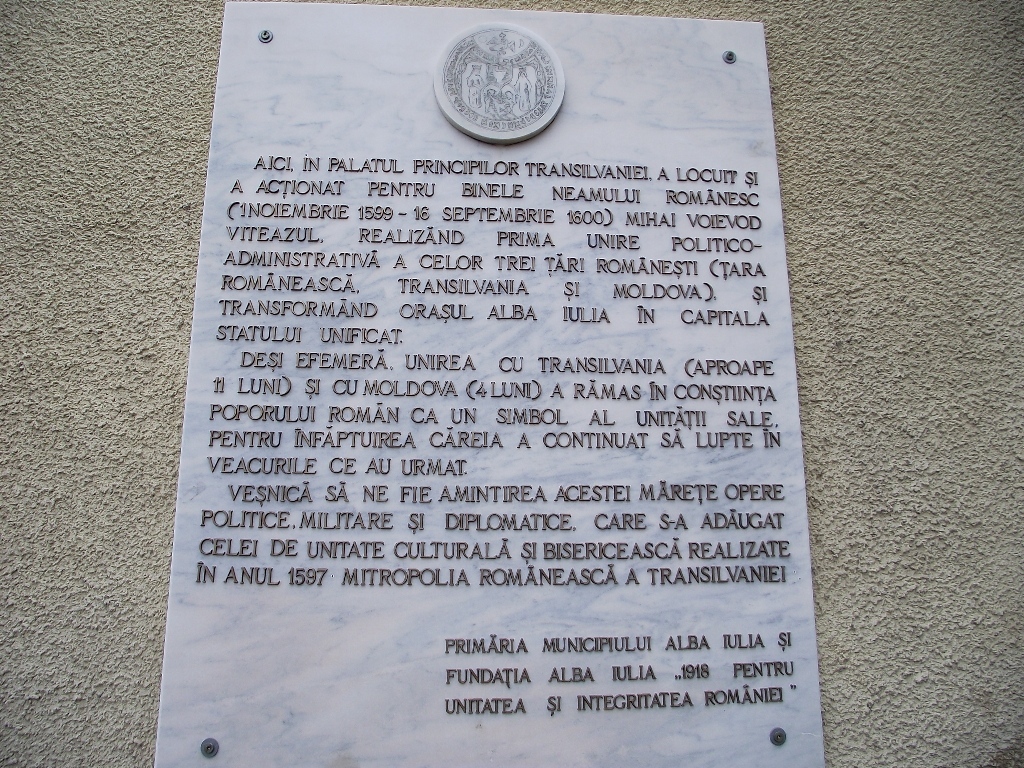 AICI, ÎN PALATUL PRINCIPILOR TRANSILVANIEI, A LOCUIT ȘI
A ACȚIONAT PENTRU BINELE NEAMULUI ROMÂNESC
(1NOIEMBRIE 1599 - 16 SEPTEMBRIE 1600) MIHAI VOIEVOD
VITEAZUL, REALIZÂND PRIMA UNIRE POLITICO-
ADMINISTRATIVĂ A CELOR TREI ȚĂRI ROMÂNEȘTI (ȚARA
ROMÂNEASCĂ, TRANSILVANIA ȘI MOLDOVA), ȘI
TRANSFORMÂND ORAȘUL ALBA IULIA ÎN CAPITALA
STATULUI UNIFICAT.
DEȘI EFEMERĂ, UNIREA CU TRANSILVANIA (APROAPE
11 LUNI) ȘI CU MOLDOVA (4 LUNI) A RĂMAS ÎN CONȘTIINȚA
POPORULUI ROMÂN CA UN SIMBOL AL UNITĂȚII SALE,
PENTRU ÎNFĂPTUIREA CĂREIA A CONTINUAT SĂ LUPTE ÎN
VEACURILE CE AU URMAT.
VEȘNICĂ SĂ NE FIE AMINTIREA ACESTEI MĂREȚE OPERE
POLITICE, MILITARE ȘI DIPLOMATICE, CARE S-A ADĂUGAT
CELEI DE UNITATE CULTURALĂ ȘI BISERICEASCĂ REALIZATE
ÎN ANUL 1597 MITROPOLIA ROMÂNEASCĂ A TRANSILVANIEI
PRIMĂRIA MUNICIPIULUI ALBA IULIA ȘI
FUNDAȚIA ALBA IULIA „1918 PENTRU
UNITATEA ȘI INTEGRITATEA ROMÂNIEI”